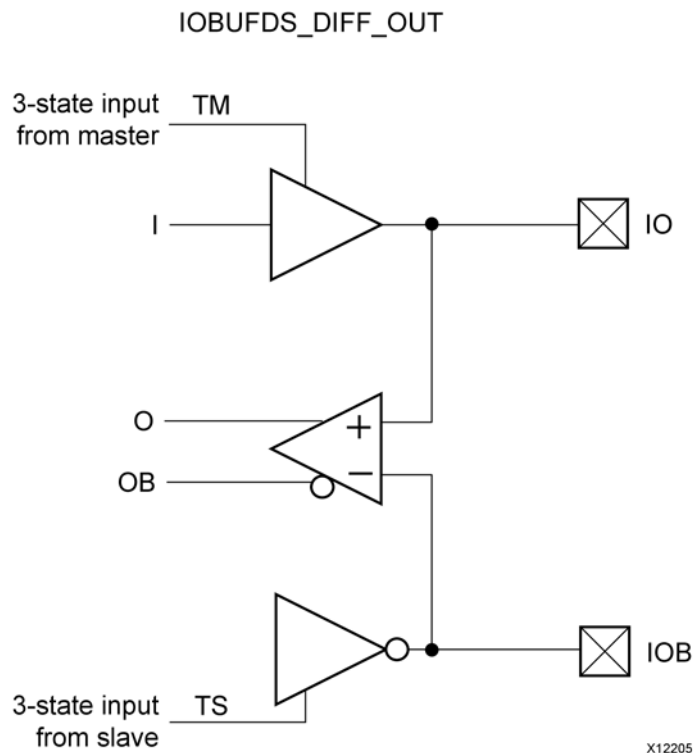 IOBUFDS_DIFF_OUT
3-state input
from master
TM
I
IO
O
+
OB
−
IOB
3-state input
from slave
TS
X12205